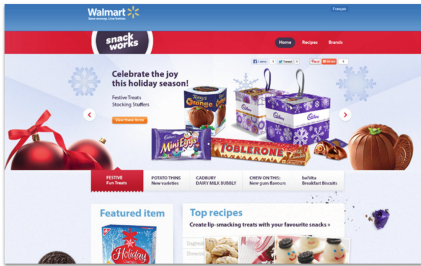 Français
Walmart
Save money. Live better.
snack
works
Home Recipes Brands
Celebrate the joy
this holiday season!
Festive Treats
Stocking Stuffers
Terry's
Orange
Cadbury
Cadbury
Mini Eggs
TOBLERONE
FESTIVE
Fun Treats
POTATO THINS
New varieties
CADBURY
DAIRY MILK BUBBLY
CHEW ON THIS:
New gum flavours
belVita
Breakfast Biscuits
Featured item
Holiday
Top recipes
Create lip-smacking treats with your favourite snacks